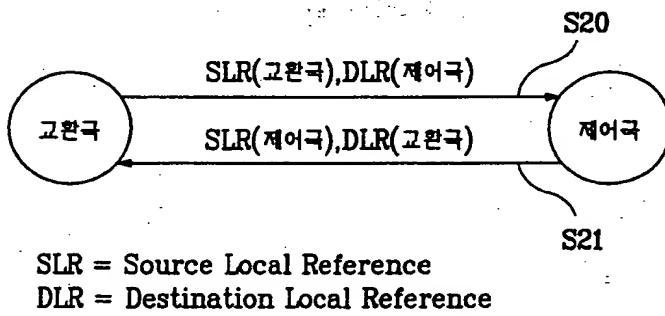 S20
SLR(교환국),DLR(제어국)
교환국
제어국
SLR(제어국),DLR(교환국)
S21
SLR = Source Local Reference
DLR = Destination Local Reference